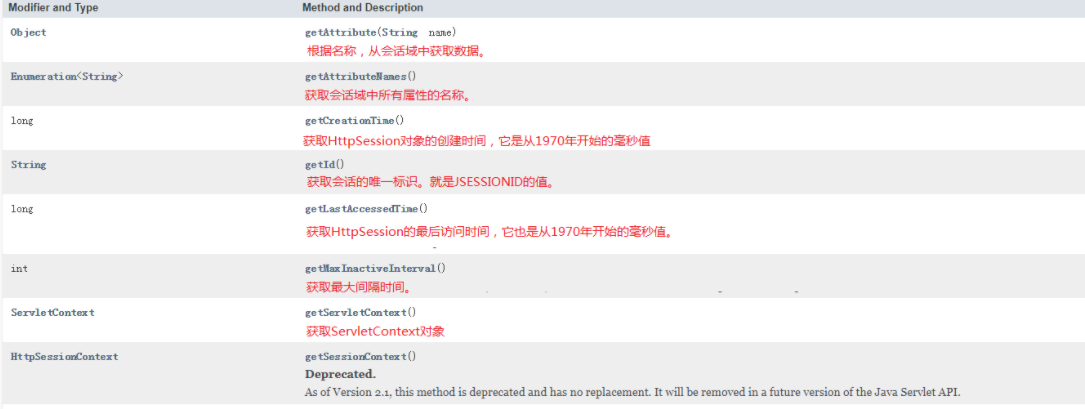 Modifier and Type Method and Description
Object getAttribute(String name)
根据名称，从会话域中获取数据。
Enumeration<String> getAttributeNames()
获取会话域中所有属性的名称。
long getCreationTime()
获取HttpSession对象的创建时间，它是从1970年开始的毫秒值
String getId()
获取会话的唯一标识。就是JSESSIONID的值。
long getLastAccessedTime()
获取HttpSession的最后访问时间，它也是从1970年开始的毫秒值。
int getMaxInactiveInterval()
获取最大间隔时间。
ServletContext getServletContext()
获取ServletContext对象
HttpSessionContext getSessionContext()
Deprecated.
As of Version 2.1, this method is deprecated and has no replacement. It will be removed in a future version of the Java Servlet API.